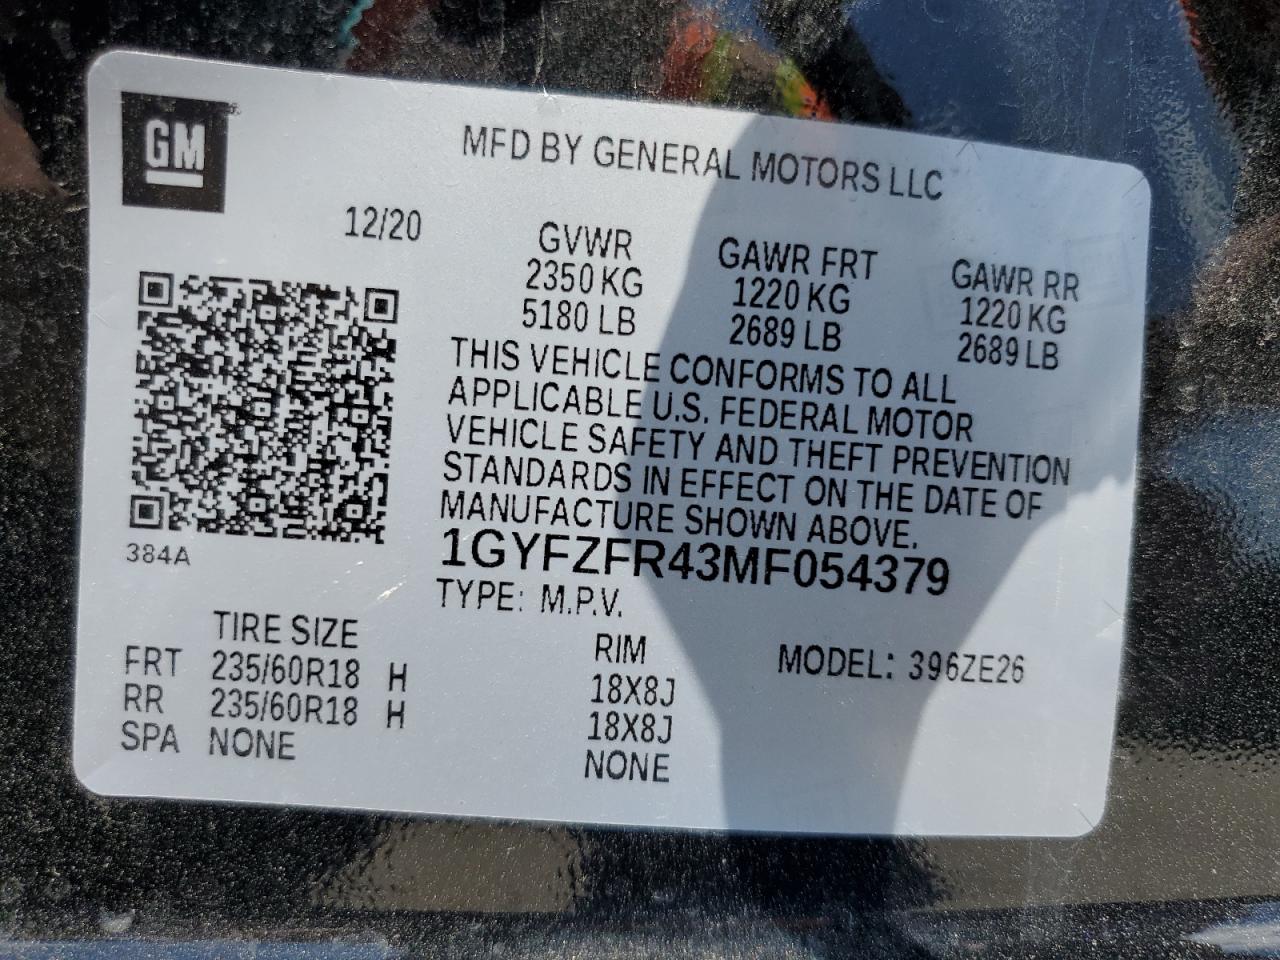 GM
MFD BY GENERAL MOTORS LLC
12/20
GVWR
2350 KG
5180 LB
GAWR FRT
1220 KG
2689 LB
GAWR RR
1220 KG
2689 LB
THIS VEHICLE CONFORMS TO ALL
APPLICABLE U.S. FEDERAL MOTOR
VEHICLE SAFETY AND THEFT PREVENTION
STANDARDS IN EFFECT ON THE DATE OF
MANUFACTURE SHOWN ABOVE.
384A
1GYFZFR43MF054379
TYPE: M.P.V.
MODEL: 396ZE26
TIRE SIZE RIM
FRT 235/60R18 H 18X8J
RR 235/60R18 H 18X8J
SPA NONE NONE